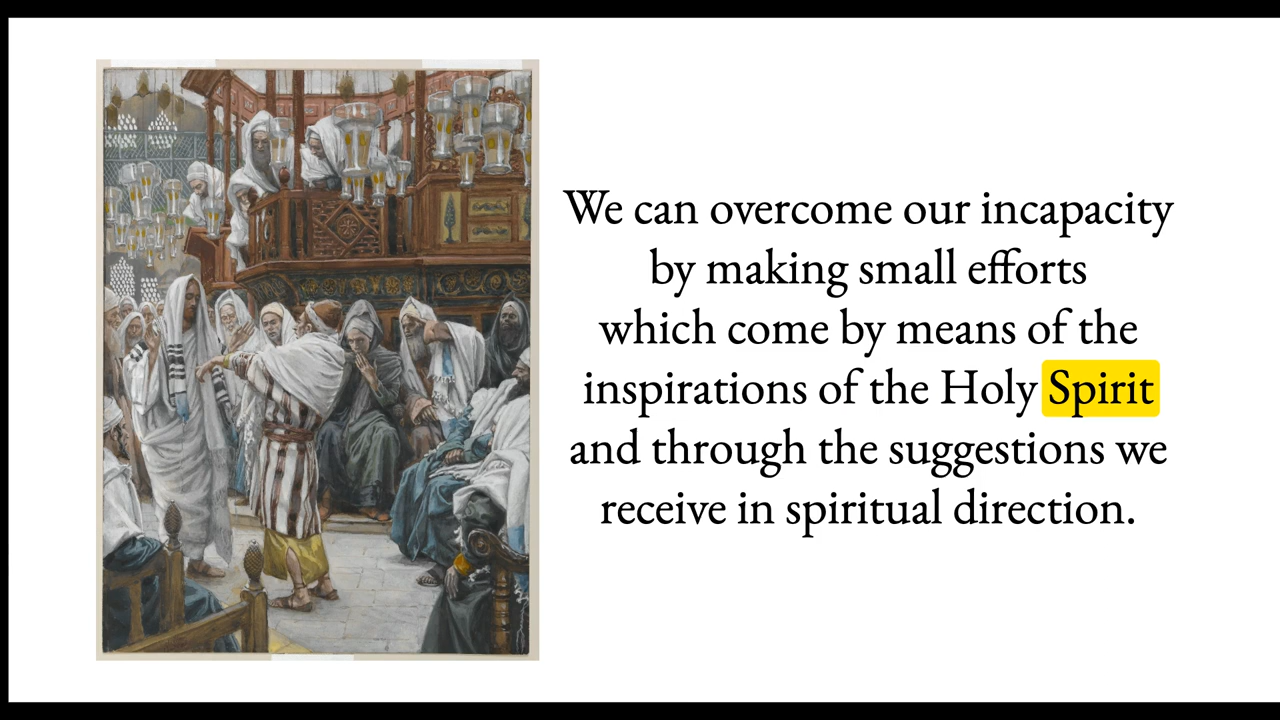 We can overcome our incapacity
by making small efforts
which come by means of the
inspirations of the Holy Spirit
and through the suggestions we
receive in spiritual direction.